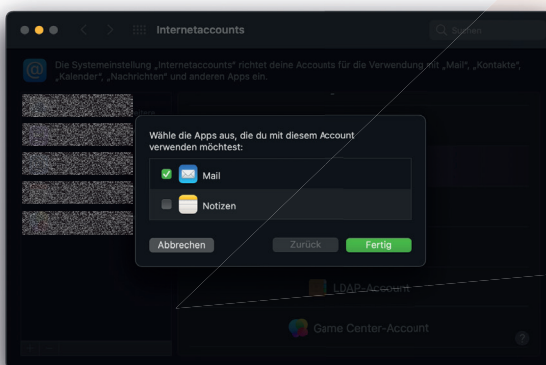 Internetaccounts
Suchen
Die Systemeinstellung „Internetaccounts“ richtet deine Accounts für die Verwendung mit „Mail“, „Kontakte“,
„Kalender“, „Nachrichten“ und anderen Apps ein.
Wähle die Apps aus, die du mit diesem Account
verwenden möchtest:
Mail
Notizen
Abbrechen
Zurück
Fertig
LDAP-Account
Game Center-Account
?